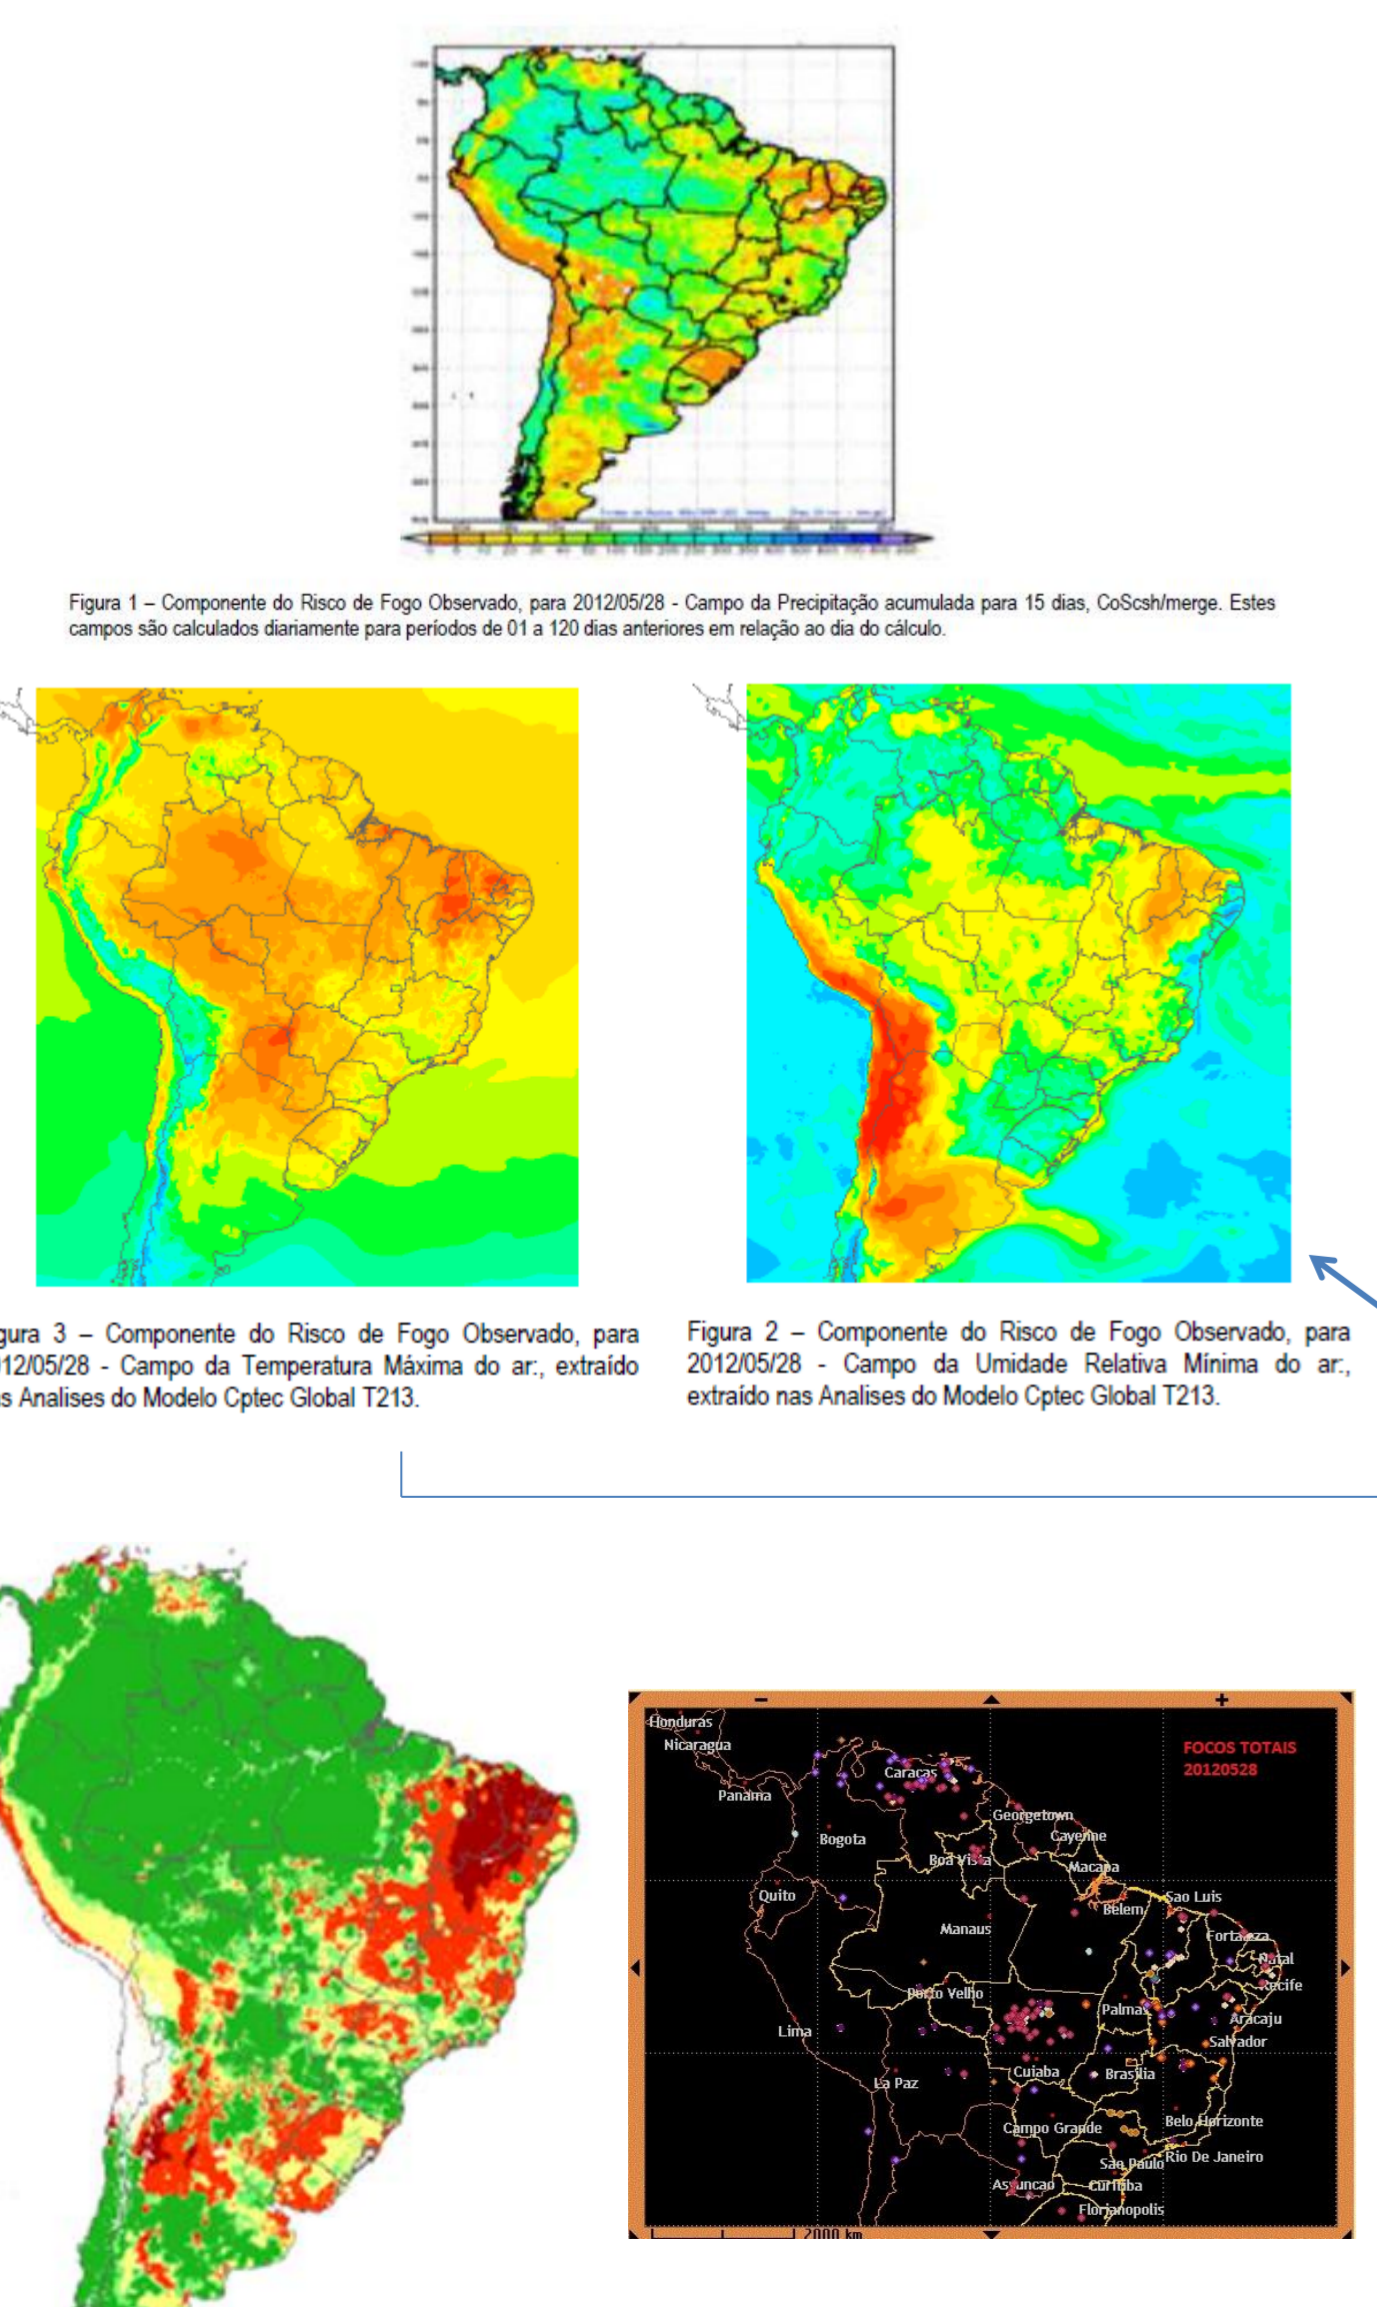 Figura 1 – Componente do Risco de Fogo Observado, para 2012/05/28 - Campo da Precipitação acumulada para 15 dias, CoScsh/merge. Estes
campos são calculados diariamente para períodos de 01 a 120 dias anteriores em relação ao dia do cálculo.
gura 3 – Componente do Risco de Fogo Observado, para
012/05/28 - Campo da Temperatura Máxima do ar:, extraído
s Analises do Modelo Cptec Global T213.
Figura 2 – Componente do Risco de Fogo Observado, para
2012/05/28 - Campo da Umidade Relativa Mínima do ar:,
extraído nas Analises do Modelo Cptec Global T213.
FOCOS TOTAIS
20120528
Honduras
Nicaragua
Panama
Caracas
Georgetown
Bogota
Cayenne
Boa Vista
Macapa
Quito
Sao Luis
Belem
Manaus
Fortaleza
Natal
Porto Velho
Recife
Palmas
Lima
Aracaju
Salvador
Cuiaba
Brasilia
La Paz
Belo Horizonte
Campo Grande
Sao Paulo
Rio De Janeiro
Assuncao
Curitiba
Florianopolis
2000 km